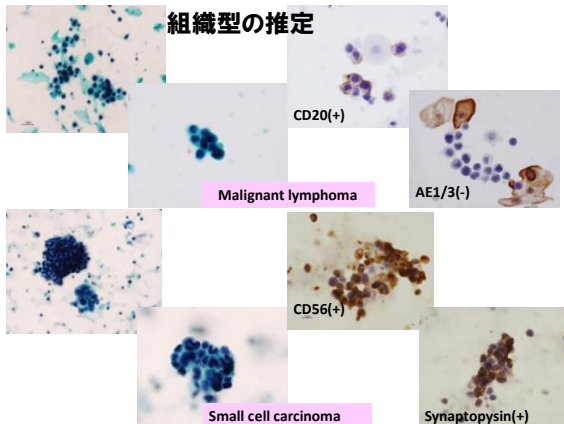 組織型の推定
CD20(+)
Malignant lymphoma
AE1/3(-)
CD56(+)
Small cell carcinoma
Synaptopysin(+)